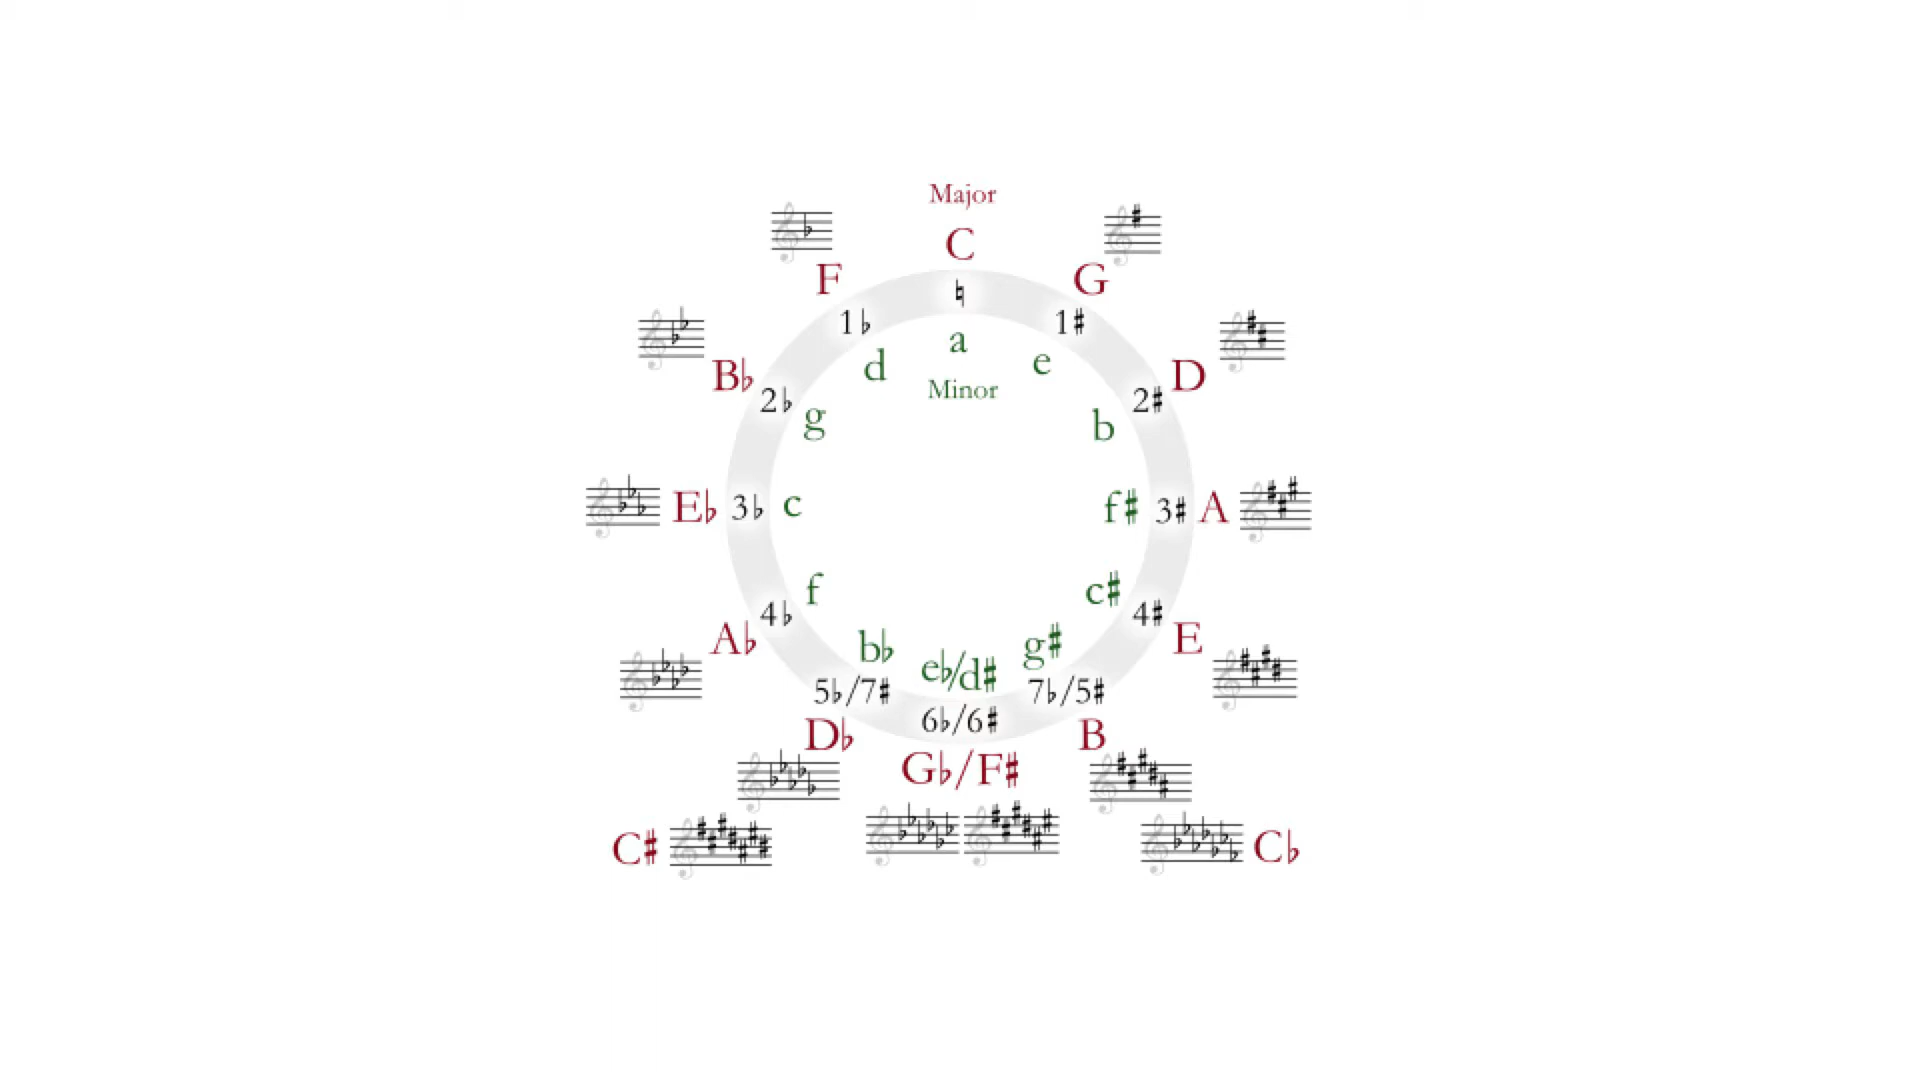 Major
C
F
G
♮
1♭
1♯
a
d
e
Minor
B♭
D
2♭
2♯
g
b
E♭
3♭
c
f♯
3♯
A
f
c♯
4♭
4♯
A♭
E
b♭
g♯
e♭/d♯
5♭/7♯
7♭/5♯
6♭/6♯
D♭
B
G♭/F♯
C♯
C♭